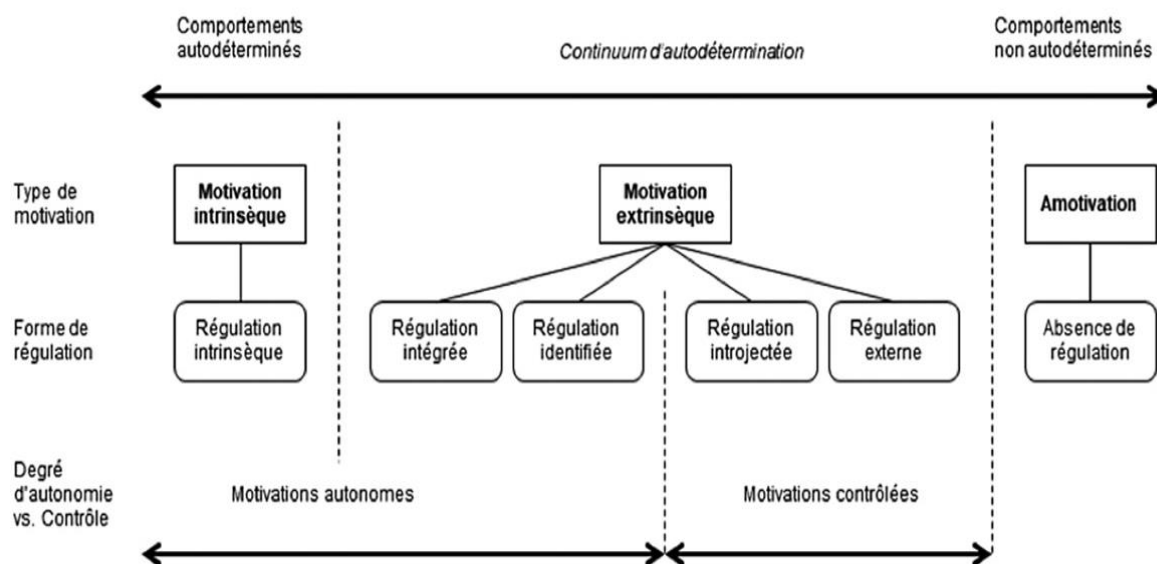 Comportements
autodéterminés
Continuum d'autodétermination
Comportements
non autodéterminés
Type de
motivation
Motivation
intrinsèque
Motivation
extrinsèque
Amotivation
Forme de
régulation
Régulation
intrinsèque
Régulation
intégrée
Régulation
identifiée
Régulation
introjectée
Régulation
externe
Absence de
régulation
Degré
d'autonomie
vs. Contrôle
Motivations autonomes
Motivations contrôlées